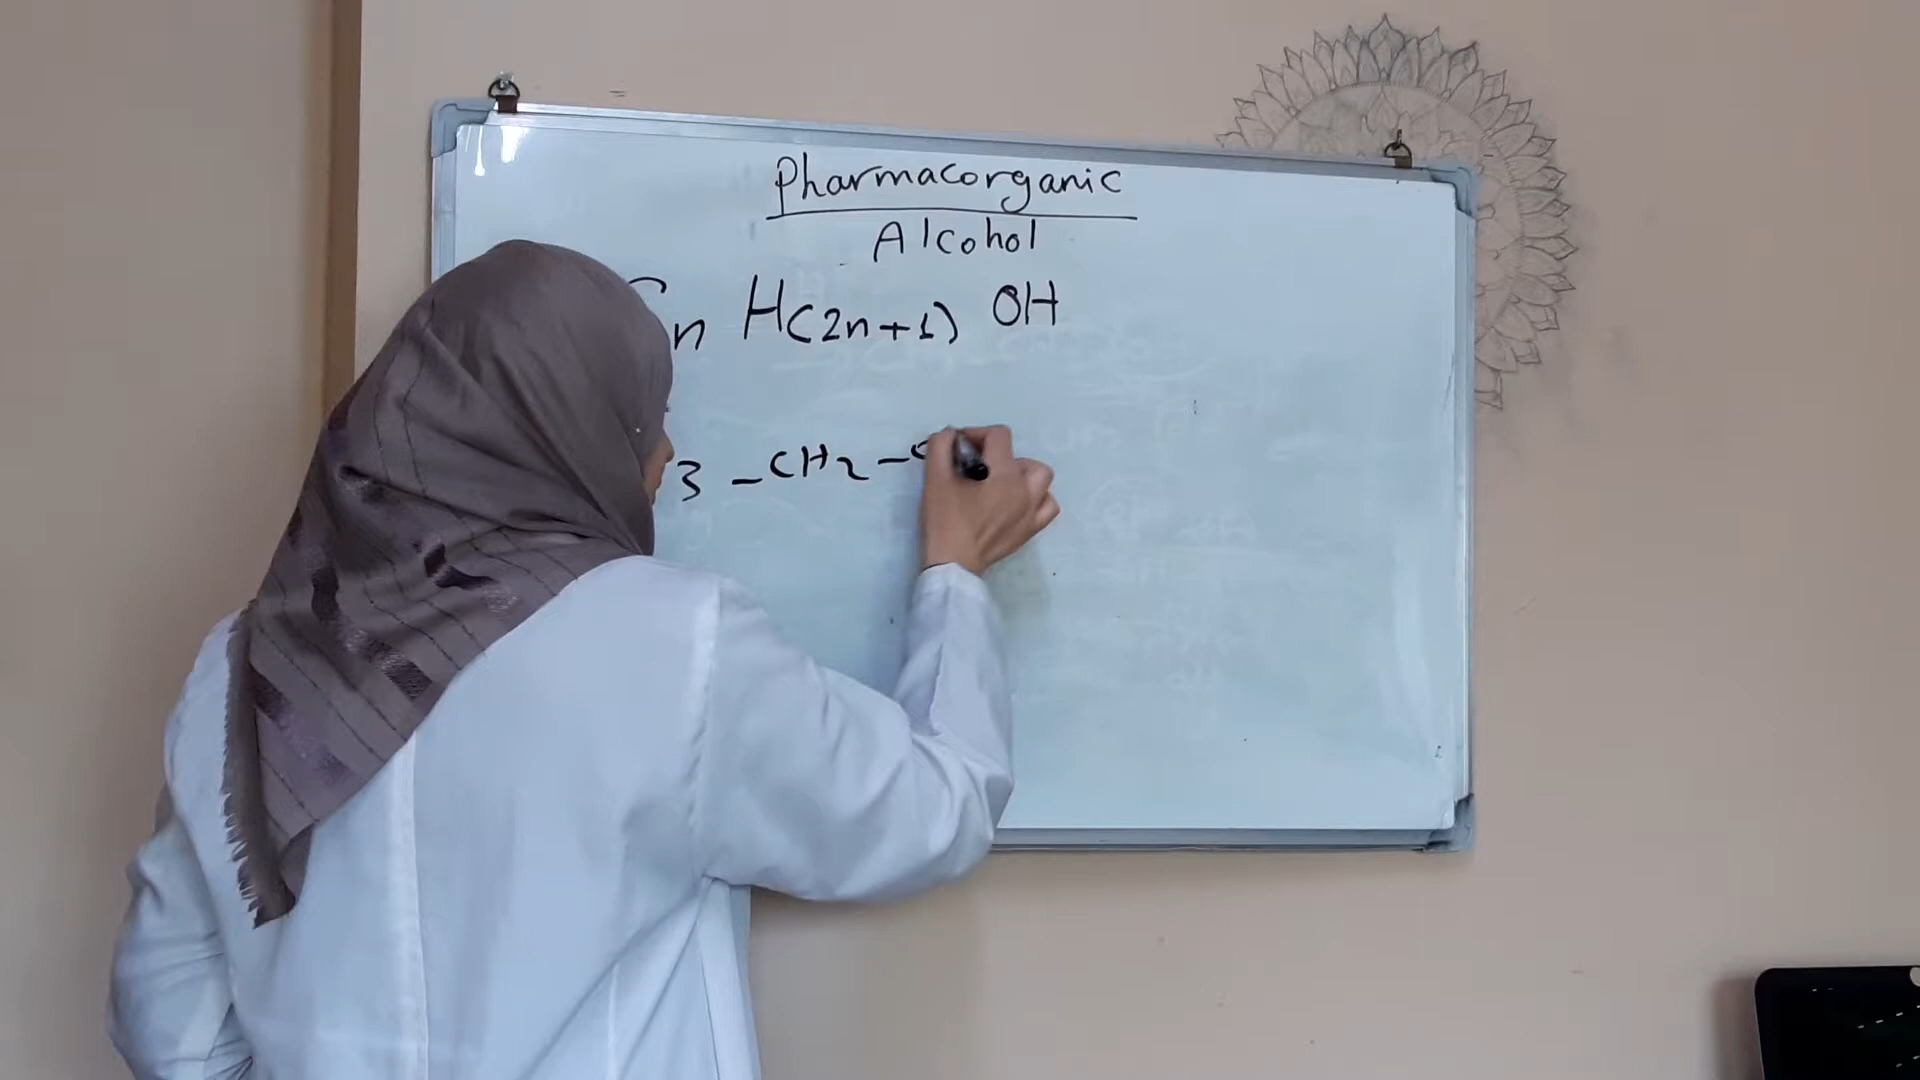 Pharmacorganic
Alcohol
Cn H(2n+1) OH
3 -CH2 -